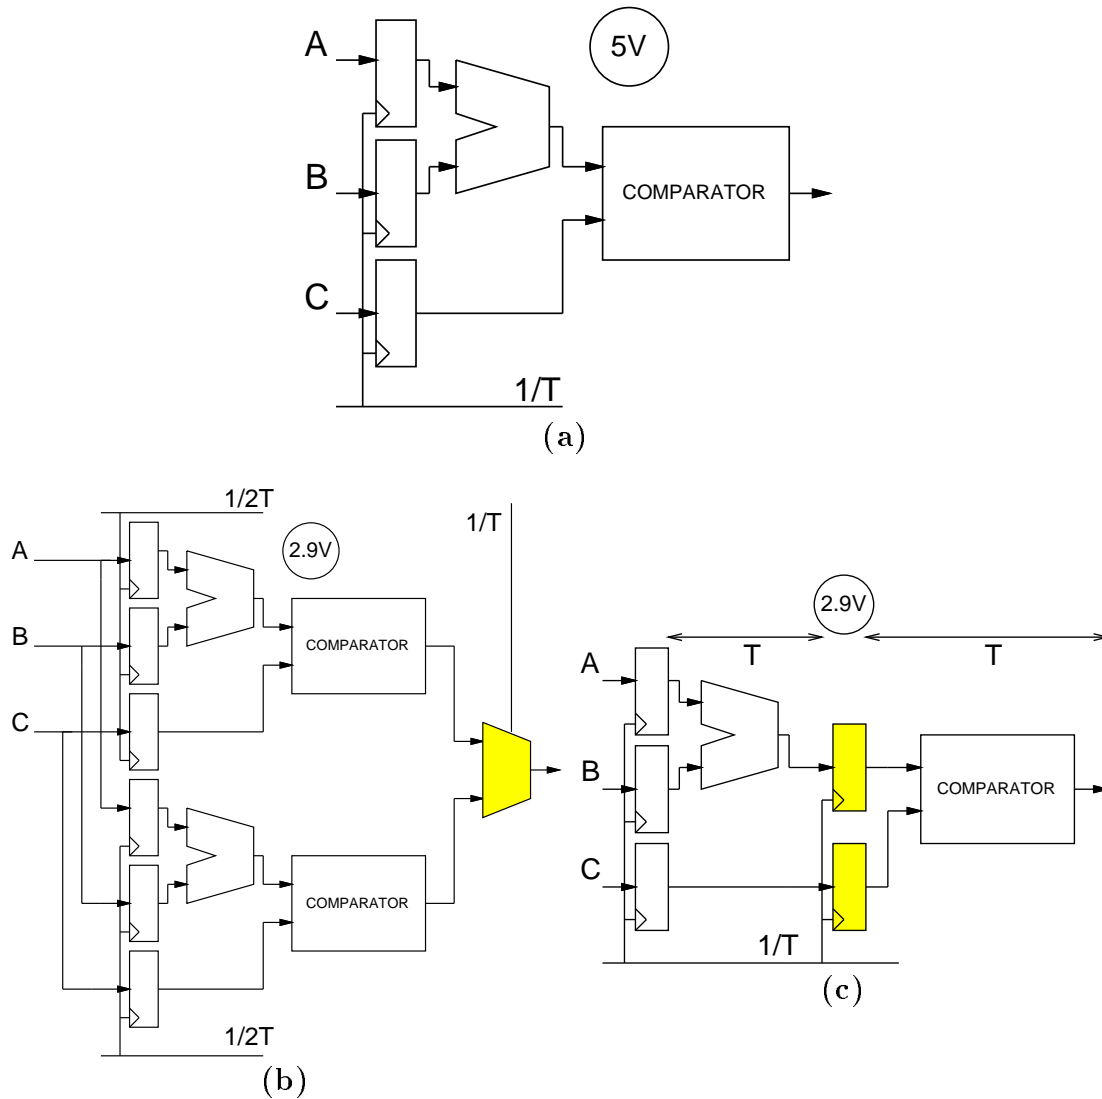 A
5V
B
COMPARATOR
C
1/T
(a)
1/2T
1/T
A
2.9V
B
COMPARATOR
C
COMPARATOR
1/2T
(b)
2.9V
T
T
A
B
COMPARATOR
C
1/T
(c)